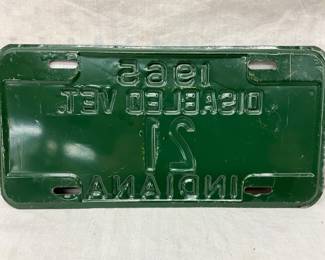 1965
DISABLED VET.
21
INDIANA